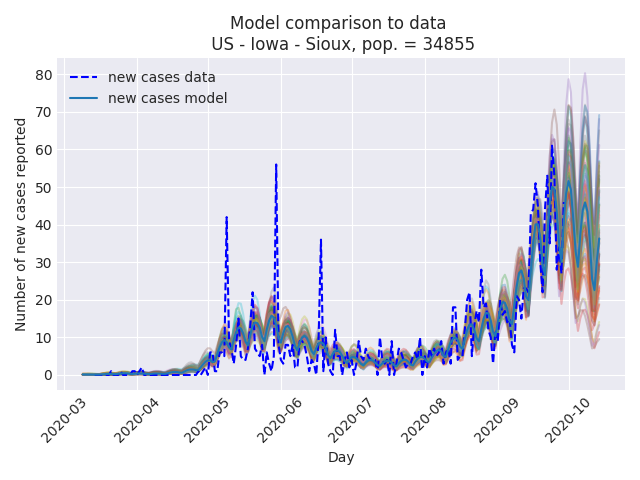 Model comparison to data
US - Iowa - Sioux, pop. = 34855
new cases data
new cases model
Number of new cases reported
80
70
60
50
40
30
20
10
0
2020-03
2020-04
2020-05
2020-06
2020-07
2020-08
2020-09
2020-10
Day